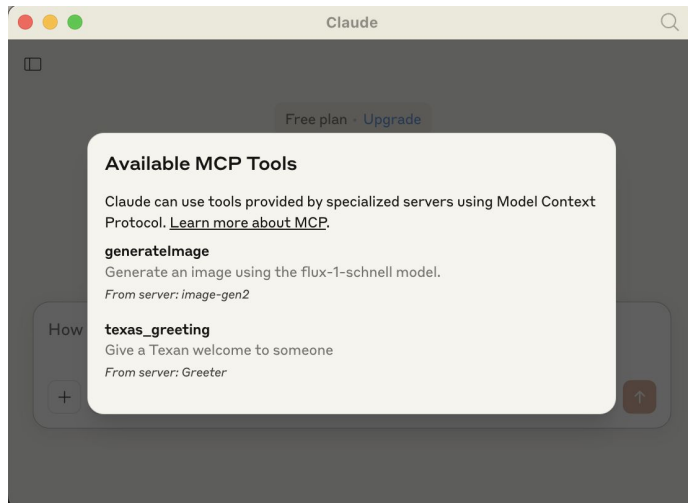 Claude
Free plan · Upgrade
Available MCP Tools
Claude can use tools provided by specialized servers using Model Context
Protocol. Learn more about MCP.
generateImage
Generate an image using the flux-1-schnell model.
From server: image-gen2
texas_greeting
Give a Texan welcome to someone
From server: Greeter
How